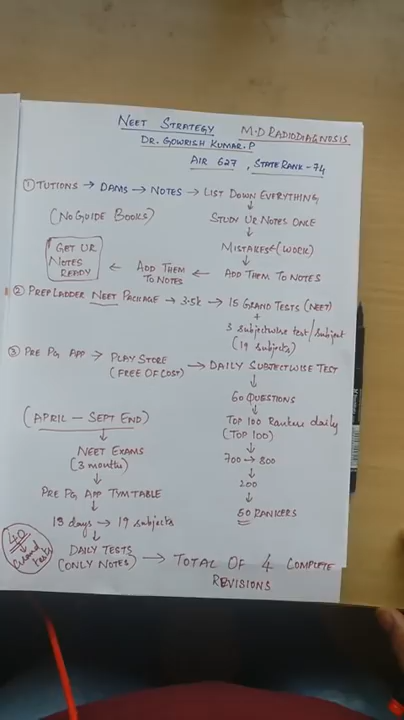 NEET STRATEGY M.D RADIODIAGNOSIS
DR. GOWRISH KUMAR. P
AIR 627, STATE RANK - 74
① TUTIONS → DAMS → NOTES → LIST DOWN EVERYTHING
↓
(NO GUIDE BOOKS) STUDY UR NOTES ONCE
↓
MISTAKES ← (WORK)
↓
GET UR NOTES READY ← ADD THEM TO NOTES ← ADD THEM TO NOTES
② PREPLADDER NEET PACKAGE → 3.5k → 15 GRAND TESTS (NEET)
+
3 subjectwise test/subject
(19 subjects)
③ PRE PG APP → PLAY STORE (FREE OF COST) → DAILY SUBJECTWISE TEST
↓
60 QUESTIONS
↓
TOP 100 Rankers daily
(TOP 100)
↓
700 → 800
↓
200
↓
50 RANKERS
(APRIL - SEPT END)
↓
NEET EXAMS
(3 months)
↓
PRE PG APP TYM TABLE
↓
18 days → 19 subjects
↓
DAILY TESTS
(ONLY NOTES) → TOTAL OF 4 COMPLETE
REVISIONS
40
↓
Grand tests